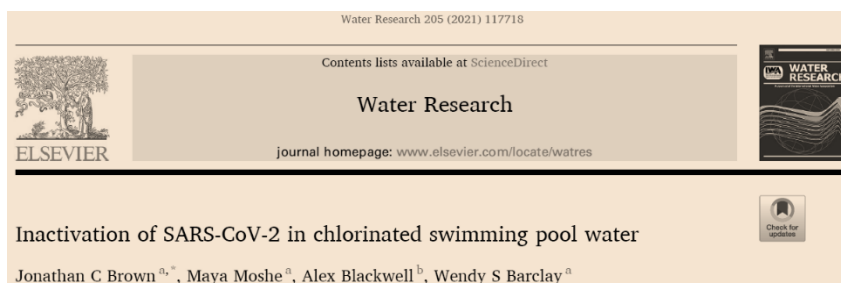 Water Research 205 (2021) 117718
Contents lists available at ScienceDirect
Water Research
journal homepage: www.elsevier.com/locate/watres
ELSEVIER
IWA
WATER
RESEARCH
Check for
updates
Inactivation of SARS-CoV-2 in chlorinated swimming pool water
Jonathan C Brown a,*, Maya Moshe a, Alex Blackwell b, Wendy S Barclay a